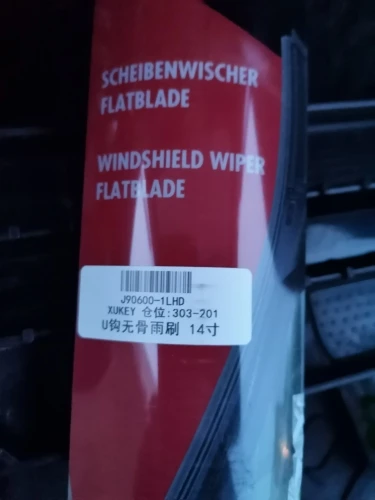 SCHEIBENWISCHER
FLATBLADE
WINDSHIELD WIPER
FLATBLADE
J90600-1LHD
XUKEY 仓位:303-201
U钩无骨雨刷 14寸